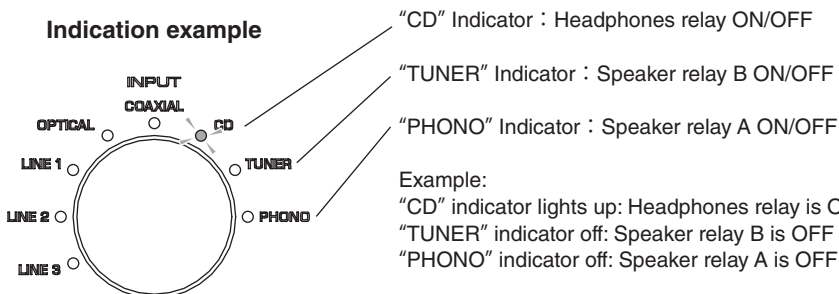 Indication example
INPUT
COAXIAL
OPTICAL
CD
LINE 1
TUNER
LINE 2
PHONO
LINE 3
“CD” Indicator : Headphones relay ON/OFF
“TUNER” Indicator : Speaker relay B ON/OFF
“PHONO” Indicator : Speaker relay A ON/OFF
Example:
“CD” indicator lights up: Headphones relay is
“TUNER” indicator off: Speaker relay B is OFF
“PHONO” indicator off: Speaker relay A is OFF